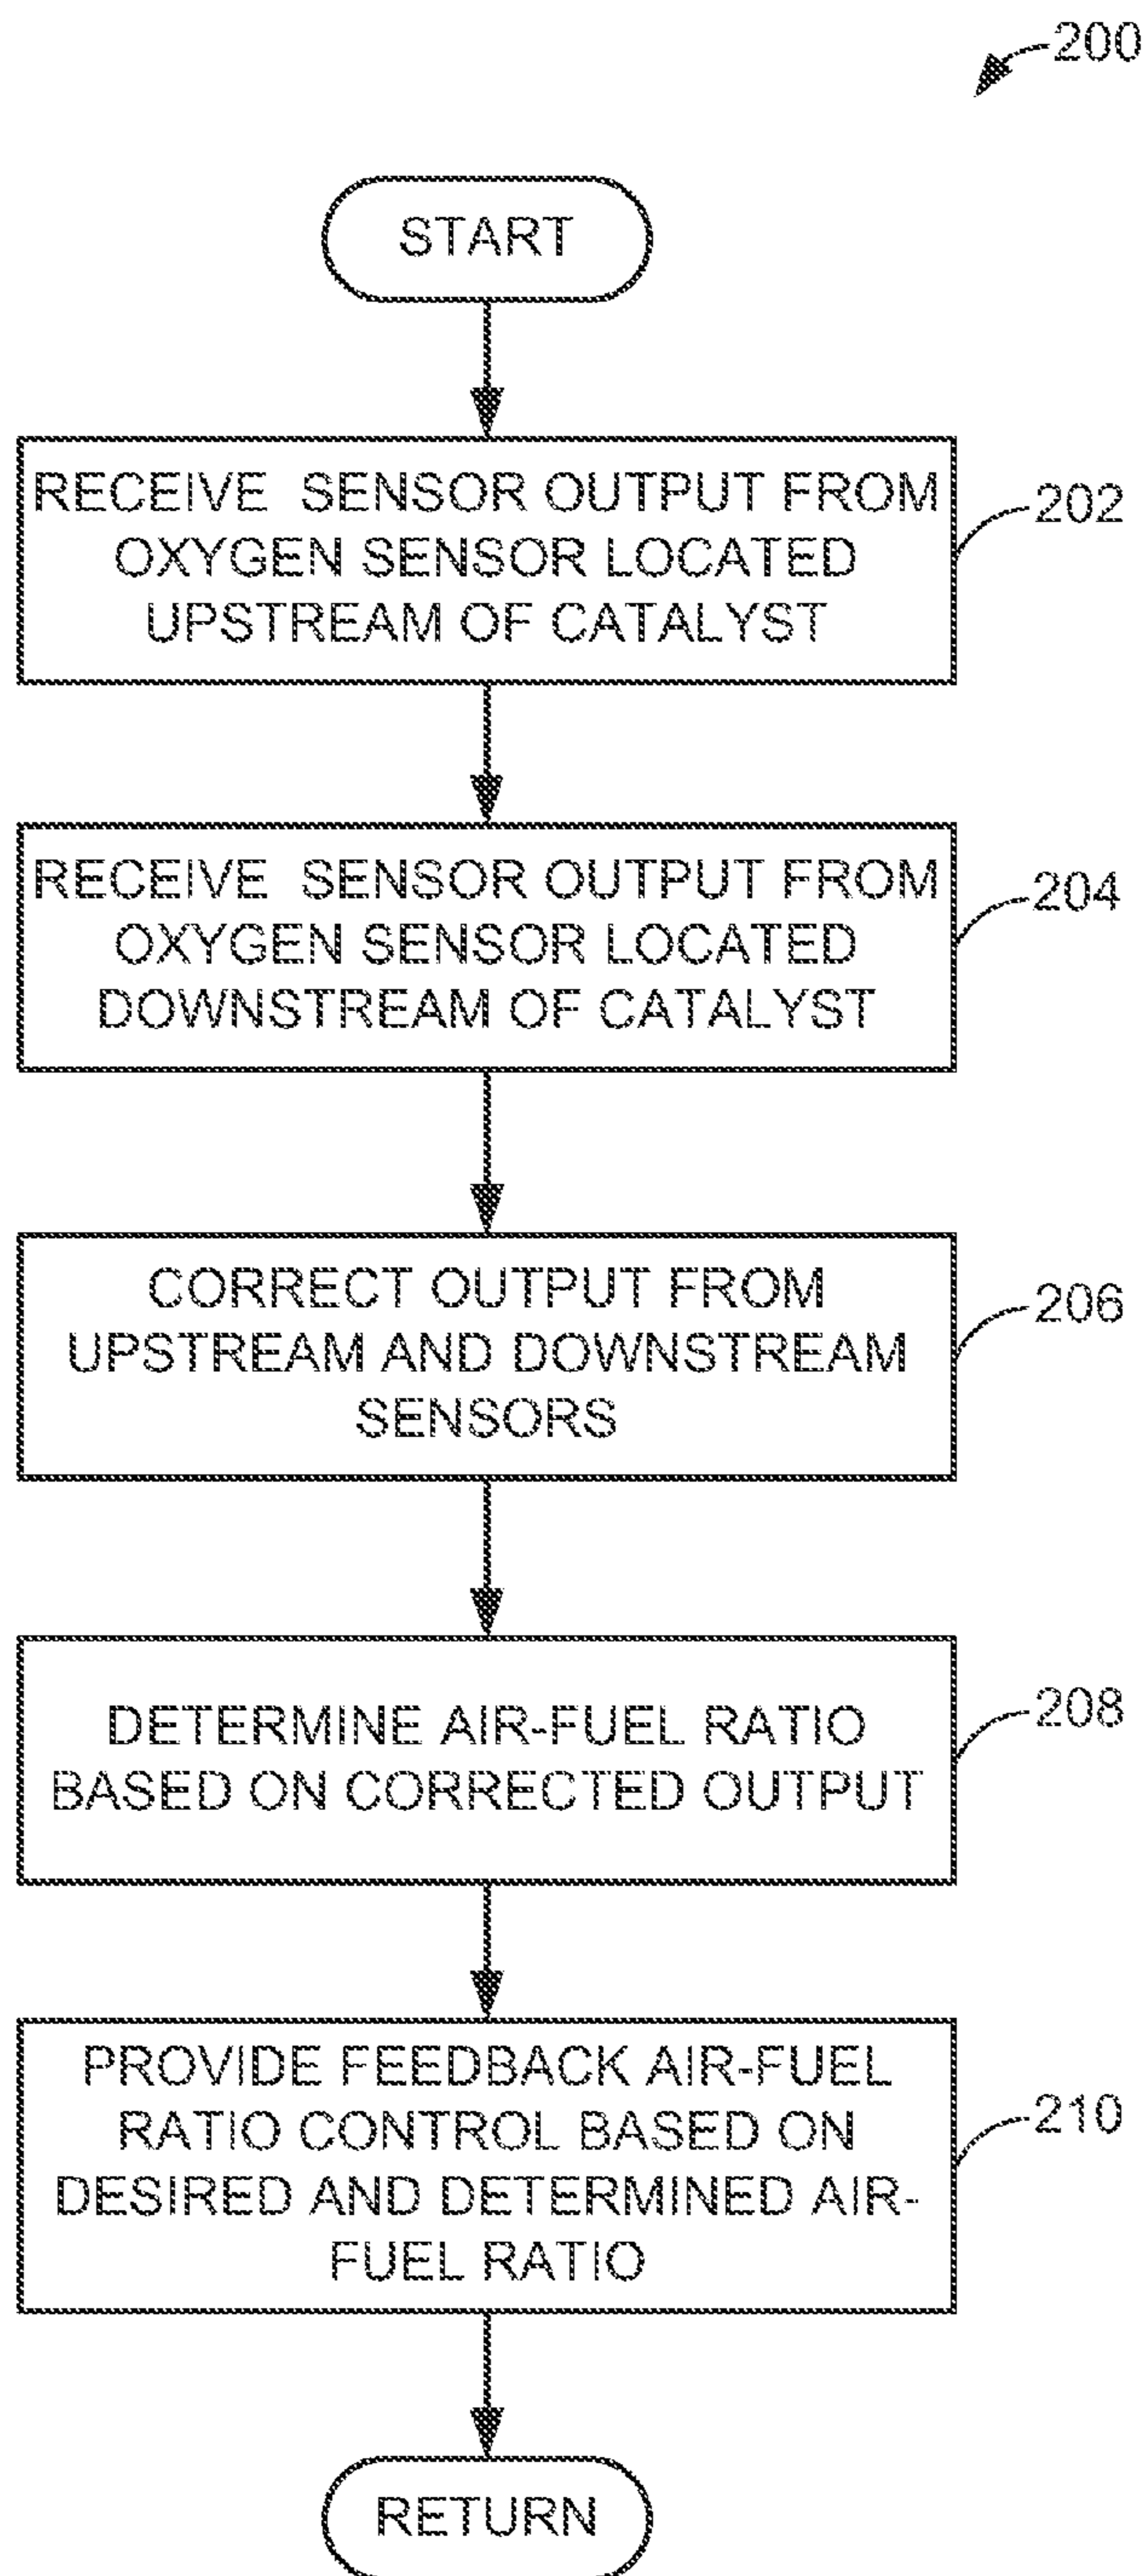 200
START
RECEIVE SENSOR OUTPUT FROM
OXYGEN SENSOR LOCATED
UPSTREAM OF CATALYST
202
RECEIVE SENSOR OUTPUT FROM
OXYGEN SENSOR LOCATED
DOWNSTREAM OF CATALYST
204
CORRECT OUTPUT FROM
UPSTREAM AND DOWNSTREAM
SENSORS
206
DETERMINE AIR-FUEL RATIO
BASED ON CORRECTED OUTPUT
208
PROVIDE FEEDBACK AIR-FUEL
RATIO CONTROL BASED ON
DESIRED AND DETERMINED AIR-
FUEL RATIO
210
RETURN